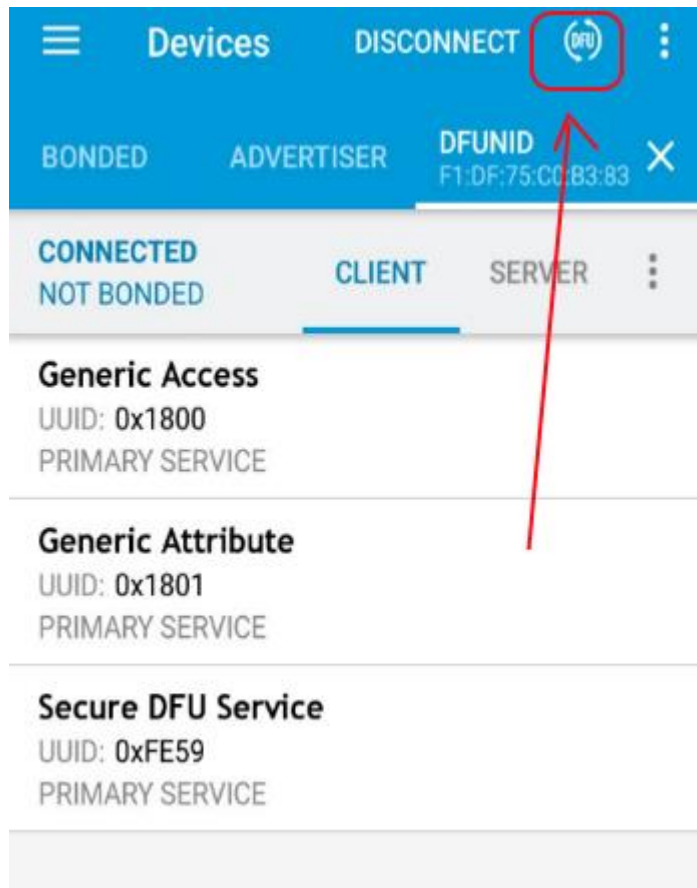 Devices DISCONNECT DFU
BONDED ADVERTISER DFUNID
F1:DF:75:C0:B3:83
CONNECTED
NOT BONDED
CLIENT SERVER
Generic Access
UUID: 0x1800
PRIMARY SERVICE
Generic Attribute
UUID: 0x1801
PRIMARY SERVICE
Secure DFU Service
UUID: 0xFE59
PRIMARY SERVICE